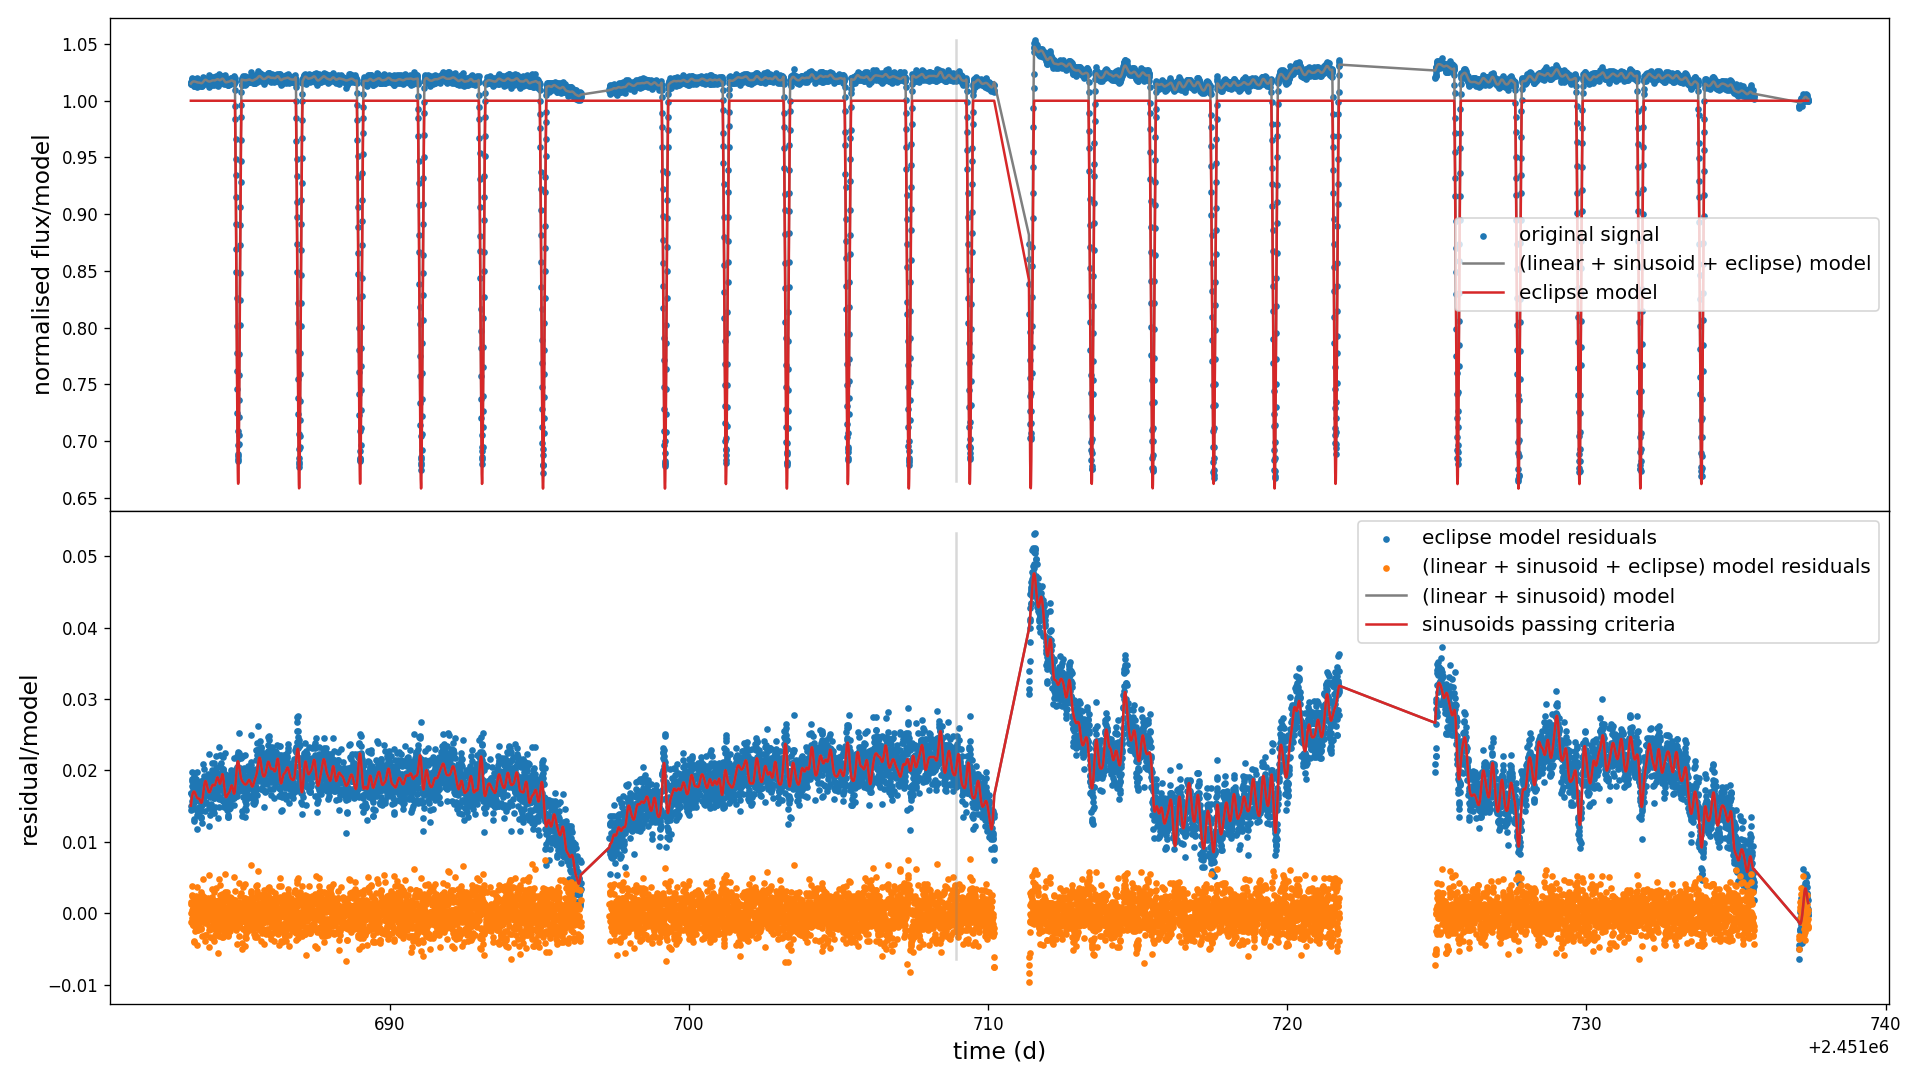 1.05
1.00
0.95
0.90
0.85
0.80
0.75
0.70
0.65
normalised flux/model
original signal
(linear + sinusoid + eclipse) model
eclipse model
0.05
0.04
0.03
0.02
0.01
0.00
−0.01
residual/model
eclipse model residuals
(linear + sinusoid + eclipse) model residuals
(linear + sinusoid) model
sinusoids passing criteria
690 700 710 720 730 740
time (d)
+2.451e6